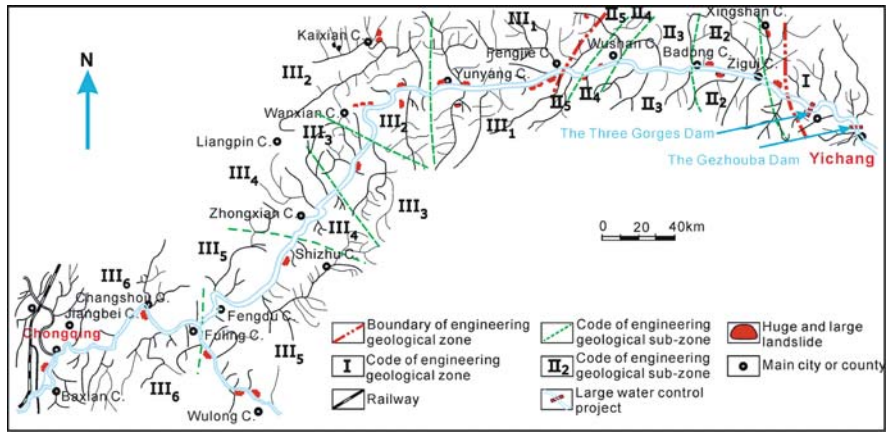 Xingshan C.
Kaixian C.
III₁
II₅
II₄
II₃
II₂
Fengjie C.
Wushan C.
Badong C.
Zigui C.
I
N
III₂
Yunyang C.
II₅
II₄
II₃
II₂
Wanxian C.
III₂
III₁
III₃
The Three Gorges Dam
Liangpin C.
The Gezhouba Dam
Yichang
III₄
III₃
Zhongxian C.
III₄
0 20 40km
III₅
Shizhu C.
III₆
Changshou C.
Jiangbei C.
Fengdu C.
Chongqing
Fuling C.
III₅
III₆
Baxian C.
Wulong C.
Boundary of engineering
geological zone
Code of engineering
geological sub-zone
Huge and large
landslide
I
Code of engineering
geological zone
II₂
Code of engineering
geological sub-zone
Main city or county
Railway
Large water control
project